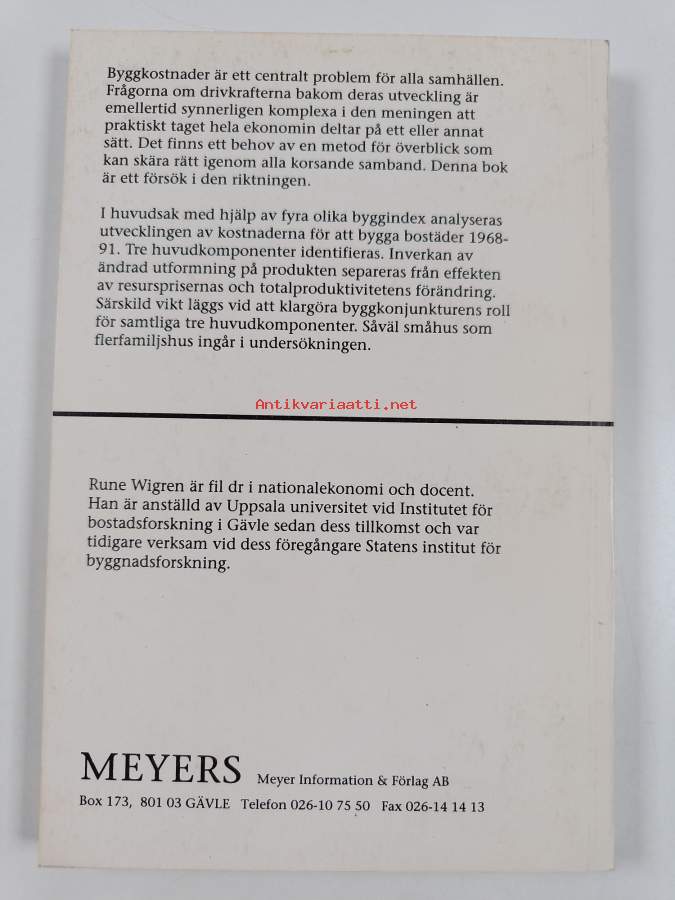 Byggkostnader är ett centralt problem för alla samhällen.
Frågorna om drivkrafterna bakom deras utveckling är
emellertid synnerligen komplexa i den meningen att
praktiskt taget hela ekonomin deltar på ett eller annat
sätt. Det finns ett behov av en metod för överblick som
kan skära rätt igenom alla korsande samband. Denna bok
är ett försök i den riktningen.
I huvudsak med hjälp av fyra olika byggindex analyseras
utvecklingen av kostnaderna för att bygga bostäder 1968-
91. Tre huvudkomponenter identifieras. Inverkan av
ändrad utformning på produkten separeras från effekten
av resursprisernas och totalproduktivitetens förändring.
Särskild vikt läggs vid att klargöra byggkonjunkturens roll
för samtliga tre huvudkomponenter. Såväl småhus som
flerfamiljshus ingår i undersökningen.
Antikvariaatti.net
Rune Wigren är fil dr i nationalekonomi och docent.
Han är anställd av Uppsala universitet vid Institutet för
bostadsforskning i Gävle sedan dess tillkomst och var
tidigare verksam vid dess föregångare Statens institut för
byggnadsforskning.
MEYERS Meyer Information & Förlag AB
Box 173, 801 03 GÄVLE Telefon 026-10 75 50 Fax 026-14 14 13